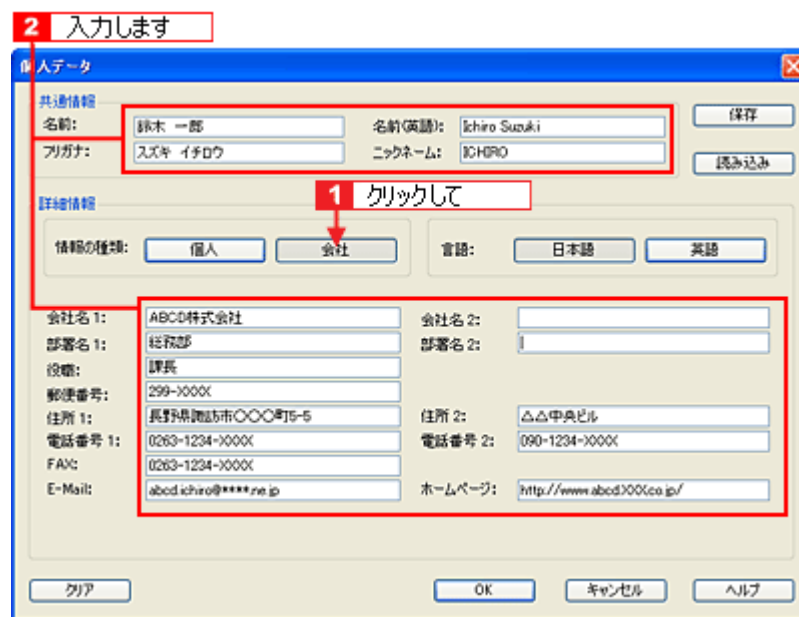 2 入力します
個人データ
共通情報
名前: 鈴木 一郎 名前(英語): Ichiro Suzuki 保存
フリガナ: スズキ イチロウ ニックネーム: ICHIRO 読み込み
1 クリックして
詳細情報
情報の種類: 個人 会社 言語: 日本語 英語
会社名 1: ABCD株式会社 会社名 2:
部署名 1: 総務部 部署名 2:
役職: 課長
郵便番号: 299-XXXX
住所 1: 長野県諏訪市○○○町5-5 住所 2: △△中央ビル
電話番号 1: 0263-1234-XXXX 電話番号 2: 090-1234-XXXX
FAX: 0263-1234-XXXX
E-Mail: abcd.ichiro@****.ne.jp ホームページ: http://www.abcd.XXX.co.jp/
クリア OK キャンセル ヘルプ